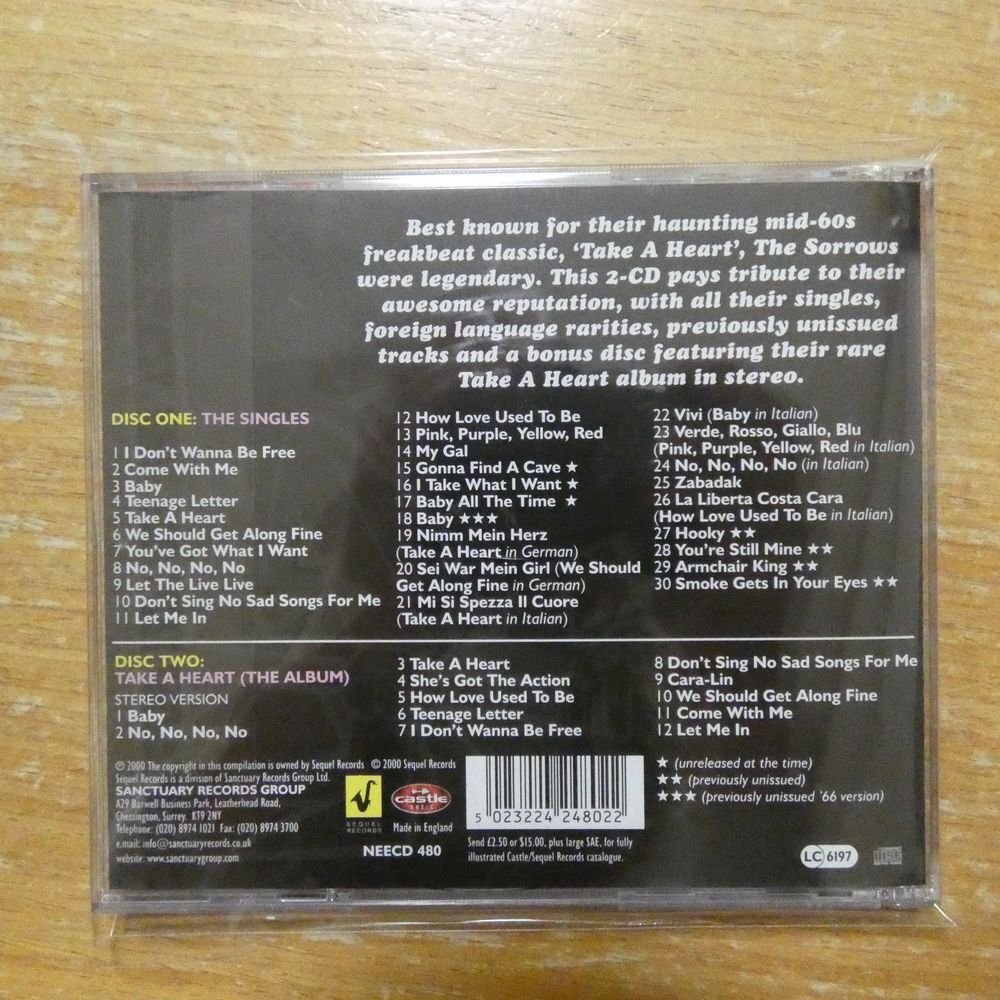 Best known for their haunting mid-60s
freakbeat classic, ‘Take A Heart’, The Sorrows
were legendary. This 2-CD pays tribute to their
awesome reputation, with all their singles,
foreign language rarities, previously unissued
tracks and a bonus disc featuring their rare
Take A Heart album in stereo.
DISC ONE: THE SINGLES
1 I Don't Wanna Be Free
2 Come With Me
3 Baby
4 Teenage Letter
5 Take A Heart
6 We Should Get Along Fine
7 You've Got What I Want
8 No, No, No, No
9 Let The Live Live
10 Don't Sing No Sad Songs For Me
11 Let Me In
12 How Love Used To Be
13 Pink, Purple, Yellow, Red
14 My Gal
15 Gonna Find A Cave ★
16 I Take What I Want ★
17 Baby All The Time ★
18 Baby ★★★
19 Nimm Mein Herz
(Take A Heart in German)
20 Sei War Mein Girl (We Should
Get Along Fine in German)
21 Mi Si Spezza Il Cuore
(Take A Heart in Italian)
22 Vivi (Baby in Italian)
23 Verde, Rosso, Giallo, Blu
(Pink, Purple, Yellow, Red in Italian)
24 No, No, No, No (in Italian)
25 Zabadak
26 La Liberta Costa Cara
(How Love Used To Be in Italian)
27 Hooky ★★
28 You're Still Mine ★★
29 Armchair King ★★
30 Smoke Gets In Your Eyes ★★
DISC TWO:
TAKE A HEART (THE ALBUM)
STEREO VERSION
1 Baby
2 No, No, No, No
3 Take A Heart
4 She's Got The Action
5 How Love Used To Be
6 Teenage Letter
7 I Don't Wanna Be Free
8 Don't Sing No Sad Songs For Me
9 Cara-Lin
10 We Should Get Along Fine
11 Come With Me
12 Let Me In
℗ 2000 The copyright in this compilation is owned by Sequel Records © 2000 Sequel Records
Sequel Records is a division of Sanctuary Records Group Ltd.
SANCTUARY RECORDS GROUP
A29 Barwell Business Park, Leatherhead Road,
Chessington, Surrey. KT9 2NY
Telephone: (020) 8974 1021 Fax: (020) 8974 3700
e.mail: info@sanctuaryrecords.co.uk
website: www.sanctuarygroup.com
SEQUEL
RECORDS
castle
MUSIC
Made in England
NEECD 480
5 023224 248022
Send £2.50 or $15.00, plus large SAE, for fully
illustrated Castle/Sequel Records catalogue.
★ (unreleased at the time)
★★ (previously unissued)
★★★ (previously unissued '66 version)
LC 6197
disc